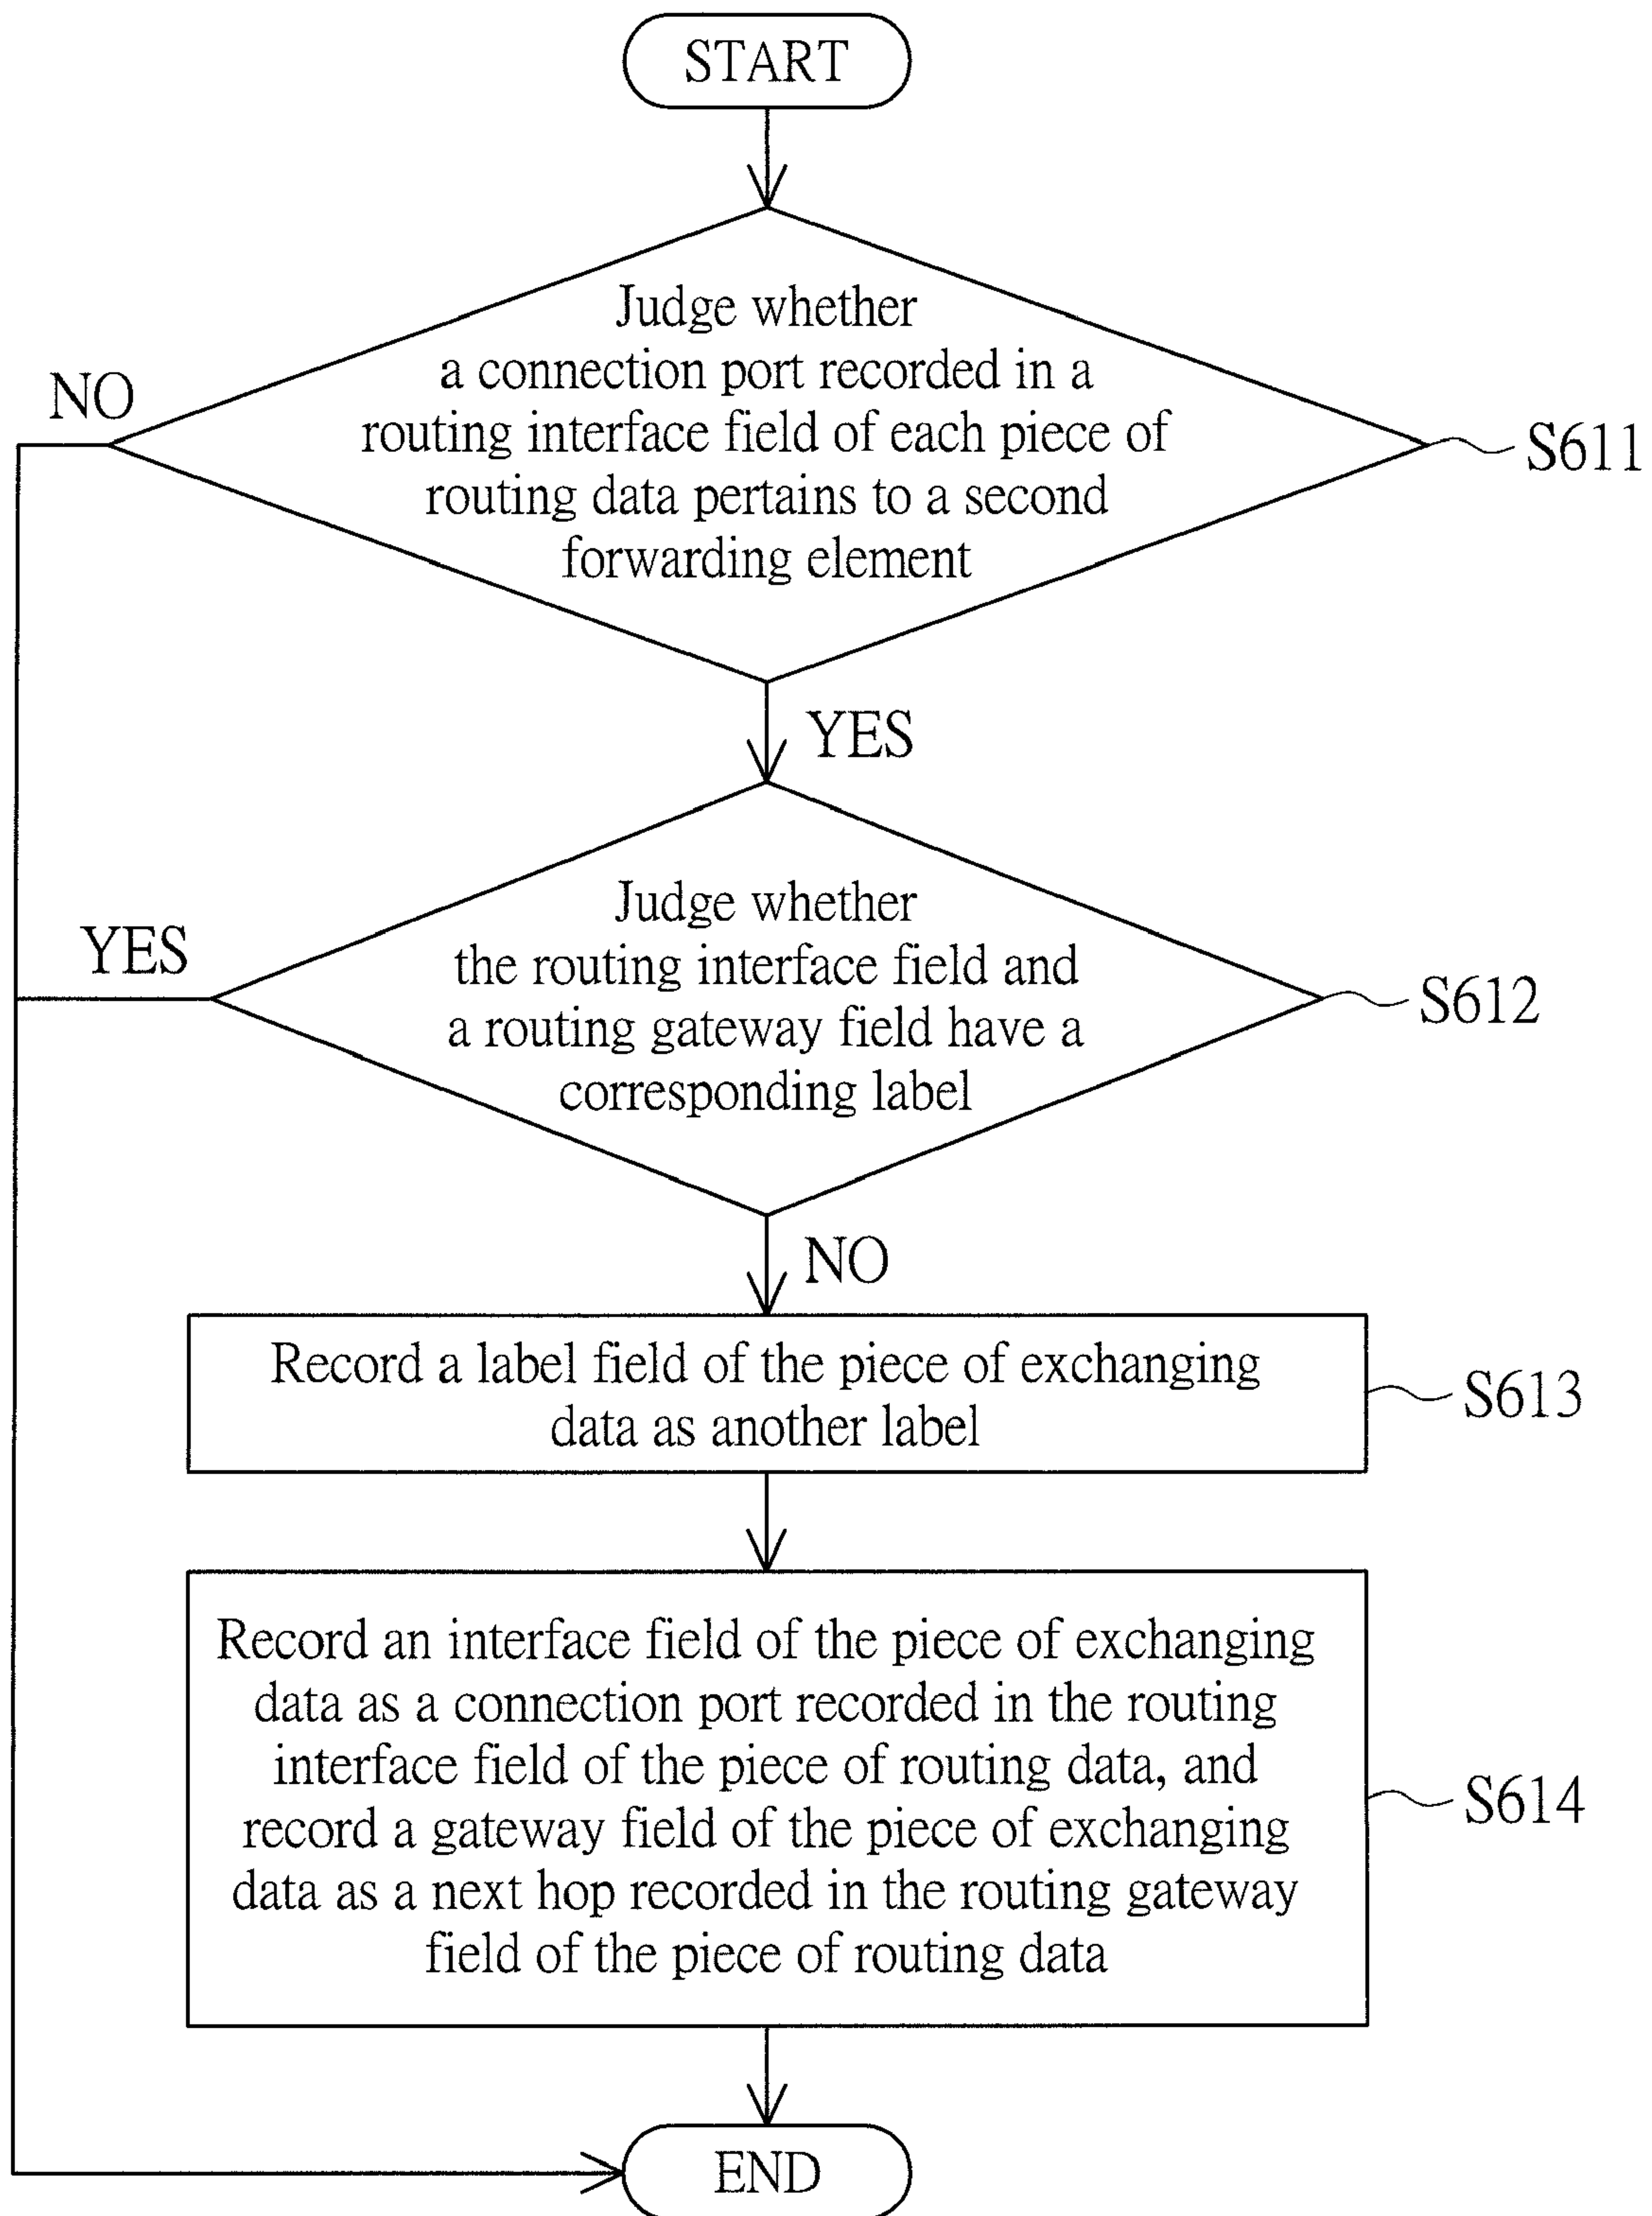 START
Judge whether
a connection port recorded in a
routing interface field of each piece of
routing data pertains to a second
forwarding element
NO
S611
YES
Judge whether
the routing interface field and
a routing gateway field have a
corresponding label
YES
S612
NO
Record a label field of the piece of exchanging
data as another label
S613
Record an interface field of the piece of exchanging
data as a connection port recorded in the routing
interface field of the piece of routing data, and
record a gateway field of the piece of exchanging
data as a next hop recorded in the routing gateway
field of the piece of routing data
S614
END